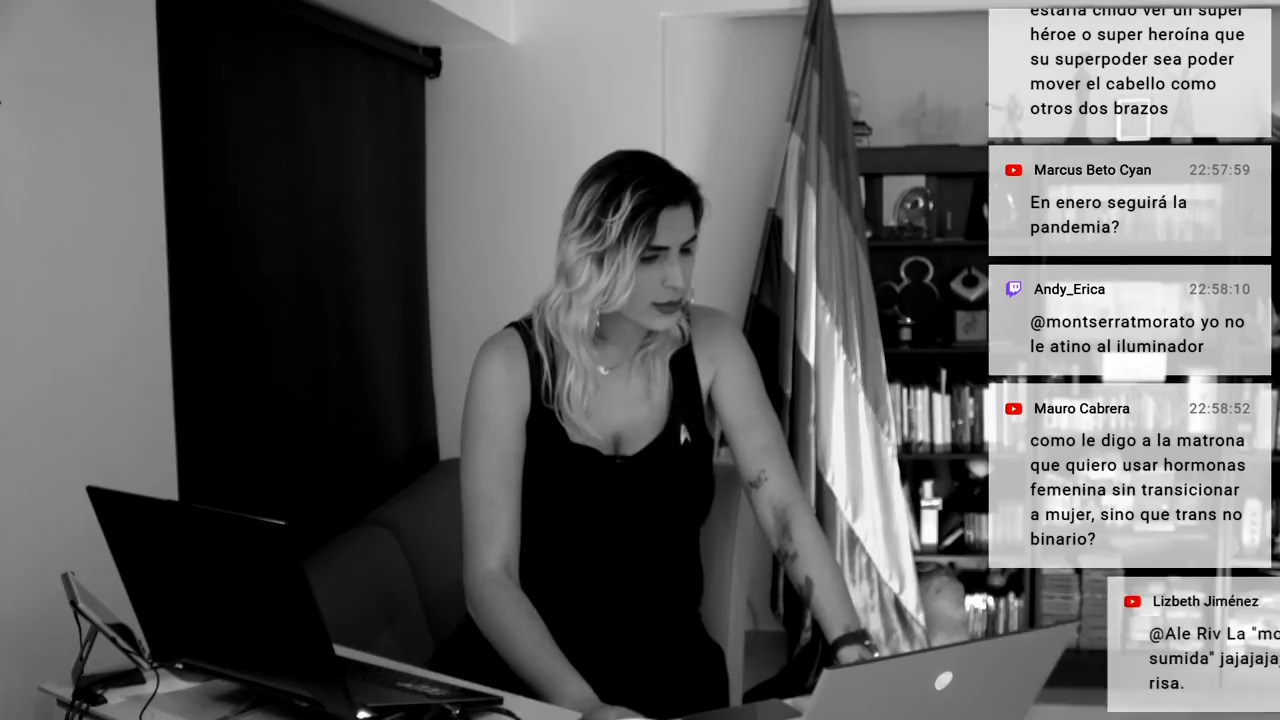 estaría chido ver un súper
héroe o super heroína que
su superpoder sea poder
mover el cabello como
otros dos brazos
Marcus Beto Cyan 22:57:59
En enero seguirá la
pandemia?
Andy_Erica 22:58:10
@montserratmorato yo no
le atino al iluminador
Mauro Cabrera 22:58:52
como le digo a la matrona
que quiero usar hormonas
femenina sin transicionar
a mujer, sino que trans no
binario?
Lizbeth Jiménez
@Ale Riv La "mo
sumida" jajajaja
risa.